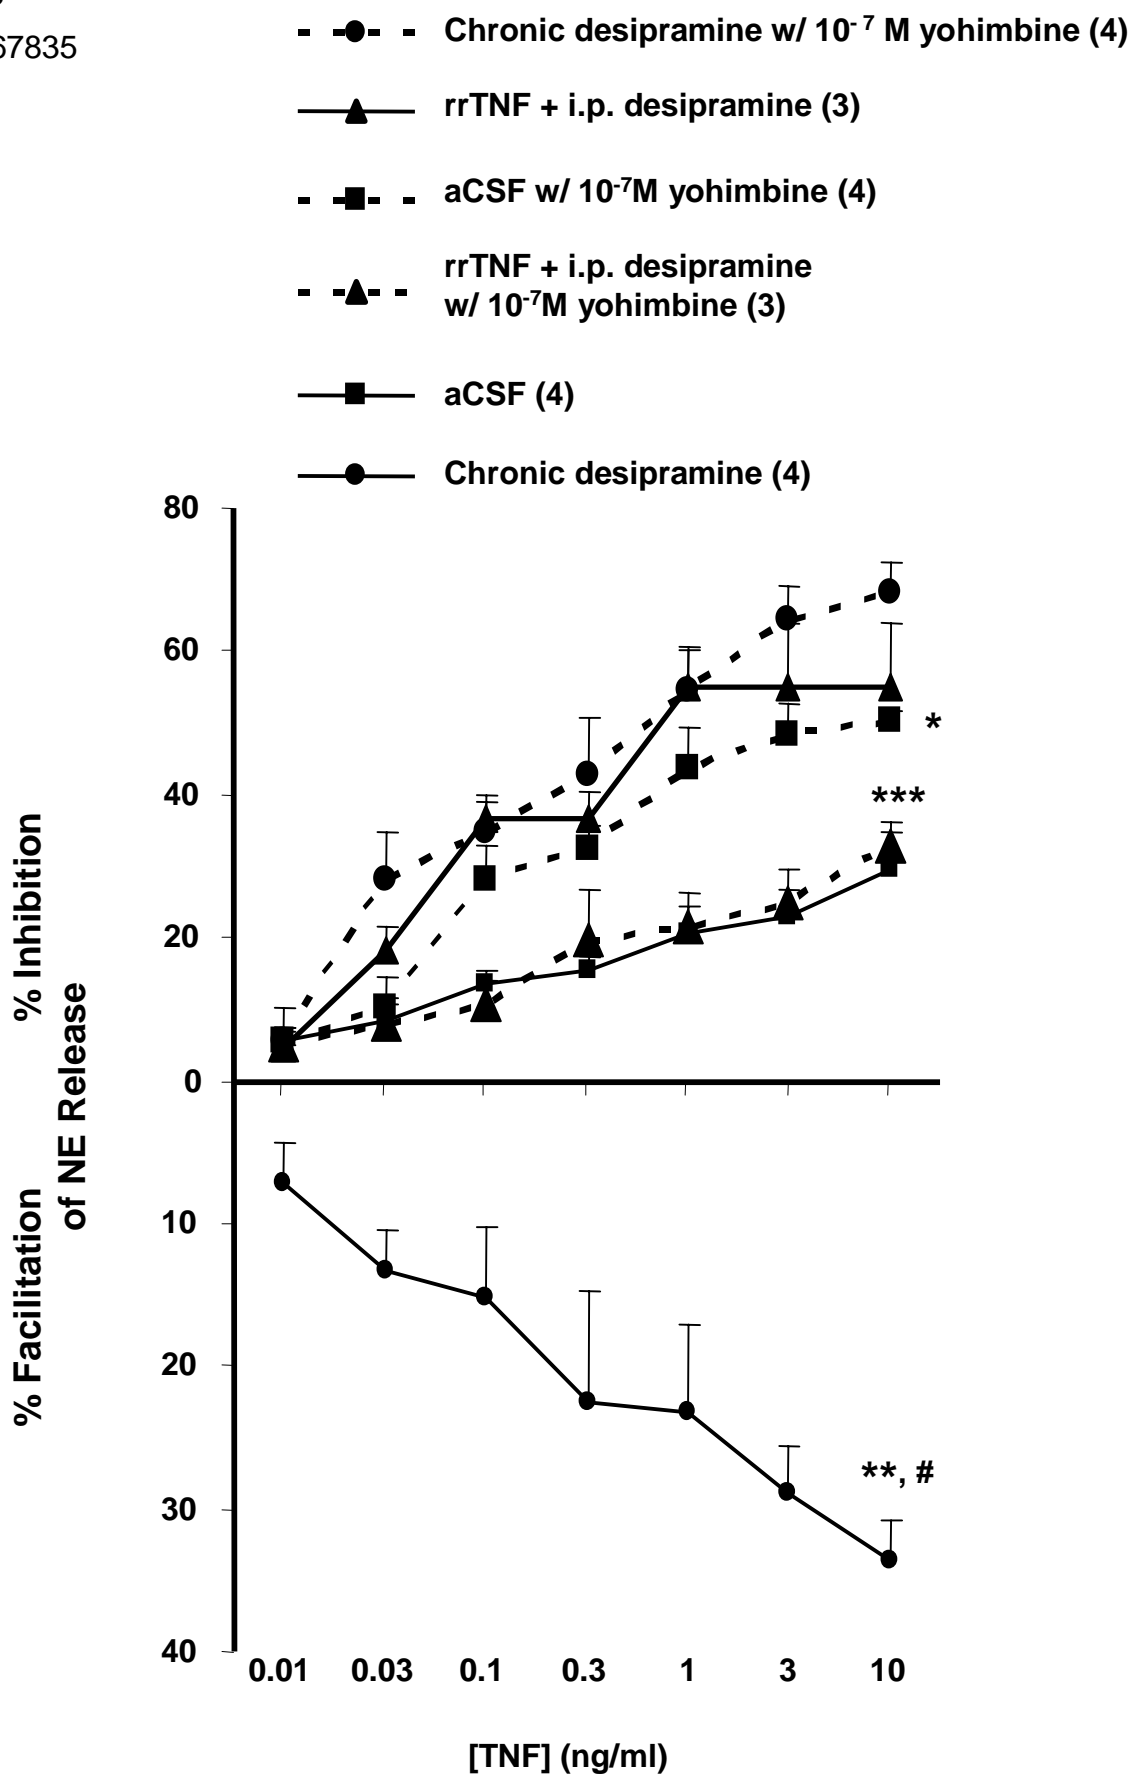 67835
Chronic desipramine w/ 10⁻⁷ M yohimbine (4)
rrTNF + i.p. desipramine (3)
aCSF w/ 10⁻⁷M yohimbine (4)
rrTNF + i.p. desipramine
w/ 10⁻⁷M yohimbine (3)
aCSF (4)
Chronic desipramine (4)
80
60
40
20
0
10
20
30
40
% Inhibition
% Facilitation
of NE Release
*
***
**, #
0.01 0.03 0.1 0.3 1 3 10
[TNF] (ng/ml)